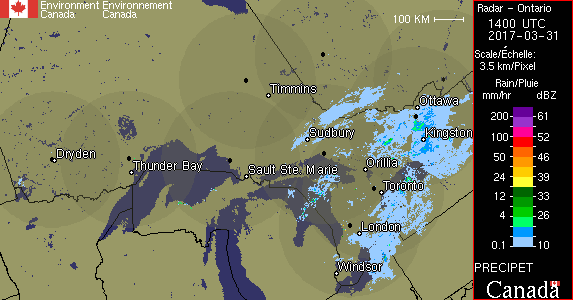 Environment Environnement
Canada Canada
100 KM
Radar - Ontario
1400 UTC
2017-03-31
Scale/Échelle:
3.5 km/Pixel
Rain/Pluie
mm/hr dBZ
200 61
100 52
50 46
24 39
12 33
4 26
0.1 10
PRECIPET
Canada
Timmins
Ottawa
Sudbury
Kingston
Dryden
Thunder Bay
Sault Ste. Marie
Orillia
Toronto
London
Windsor